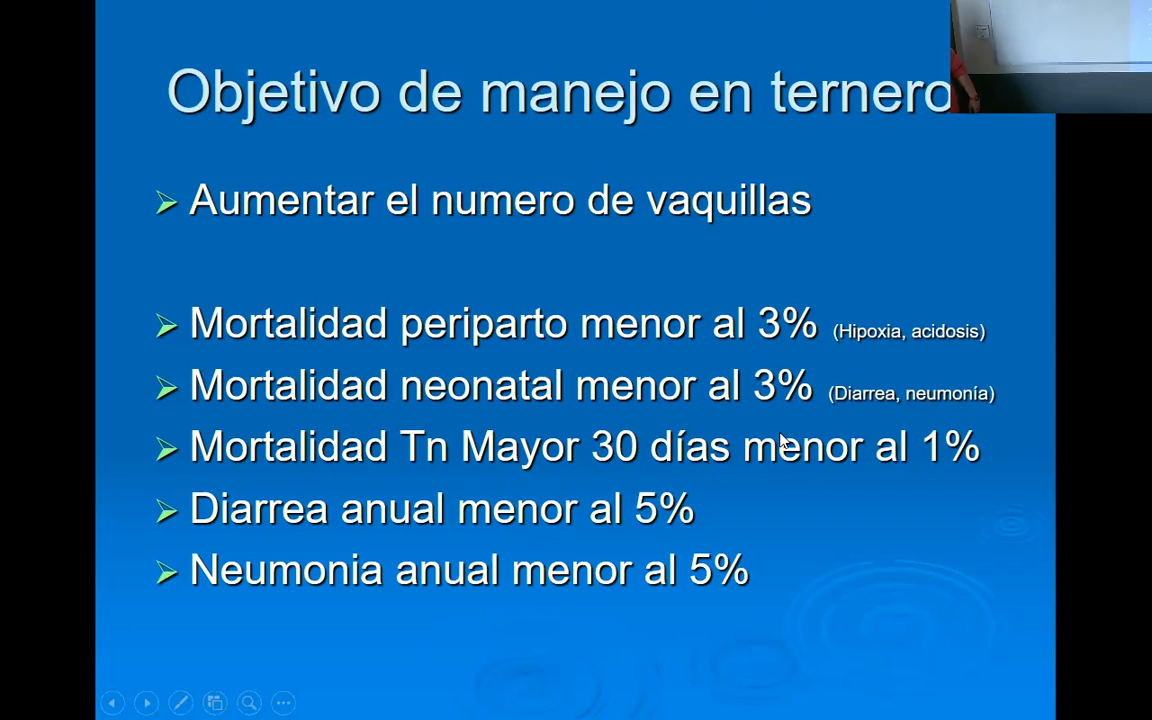 Objetivo de manejo en ternero
Aumentar el numero de vaquillas
Mortalidad periparto menor al 3% (Hipoxia, acidosis)
Mortalidad neonatal menor al 3% (Diarrea, neumonía)
Mortalidad Tn Mayor 30 días menor al 1%
Diarrea anual menor al 5%
Neumonia anual menor al 5%